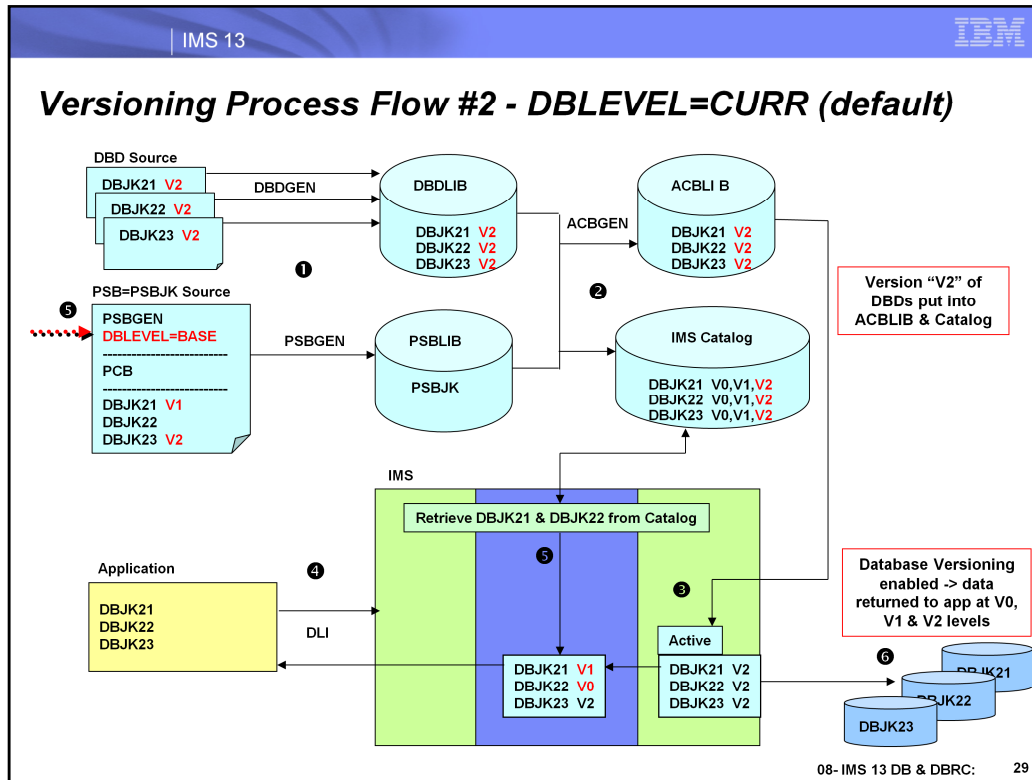 IMS 13
IBM
Versioning Process Flow #2 - DBLEVEL=CURR (default)
DBD Source
DBJK21 V2
DBJK22 V2
DBJK23 V2
DBDGEN
DBDLIB
DBJK21 V2
DBJK22 V2
DBJK23 V2
ACBGEN
ACBLI B
DBJK21 V2
DBJK22 V2
DBJK23 V2
❶
❷
Version “V2” of
DBDs put into
ACBLIB & Catalog
❺
PSB=PSBJK Source
PSBGEN
DBLEVEL=BASE
---------------------------
PCB
---------------------------
DBJK21 V1
DBJK22
DBJK23 V2
PSBGEN
PSBLIB
PSBJK
IMS Catalog
DBJK21 V0,V1,V2
DBJK22 V0,V1,V2
DBJK23 V0,V1,V2
IMS
Retrieve DBJK21 & DBJK22 from Catalog
❺
❸
Application
DBJK21
DBJK22
DBJK23
❹
DLI
DBJK21 V1
DBJK22 V0
DBJK23 V2
Active
DBJK21 V2
DBJK22 V2
DBJK23 V2
Database Versioning
enabled -> data
returned to app at V0,
V1 & V2 levels
❻
DBJK21
DBJK22
DBJK23
08- IMS 13 DB & DBRC: 29